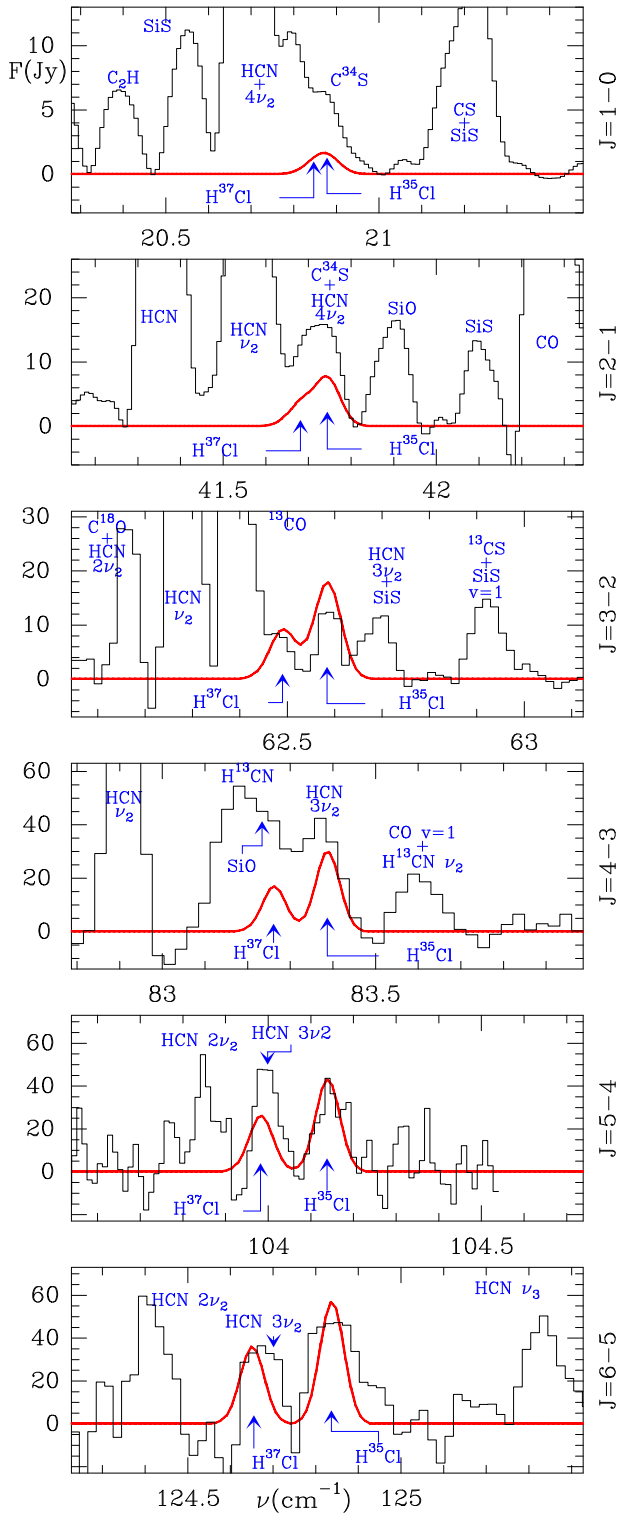 10
5
0
F(Jy)
C₂H
SiS
HCN
+
4ν₂
C³⁴S
CS
+
SiS
H³⁷Cl
H³⁵Cl
J=1−0
20.5
21
20
10
0
HCN
HCN
ν₂
C³⁴S
+
HCN
4ν₂
SiO
SiS
CO
H³⁷Cl
H³⁵Cl
J=2−1
41.5
42
30
20
10
0
C¹⁸O
+
HCN
2ν₂
HCN
ν₂
¹³CO
HCN
3ν₂
+SiS
¹³CS
+
SiS
v=1
H³⁷Cl
H³⁵Cl
J=3−2
62.5
63
60
40
20
0
HCN
ν₂
H¹³CN
SiO
HCN
3ν₂
CO v=1
+
H¹³CN ν₂
H³⁷Cl
H³⁵Cl
J=4−3
83
83.5
60
40
20
0
HCN 2ν₂
HCN 3ν2
H³⁷Cl
H³⁵Cl
J=5−4
104
104.5
60
40
20
0
HCN 2ν₂
HCN 3ν₂
HCN ν₃
H³⁷Cl
H³⁵Cl
J=6−5
124.5
ν(cm⁻¹)
125